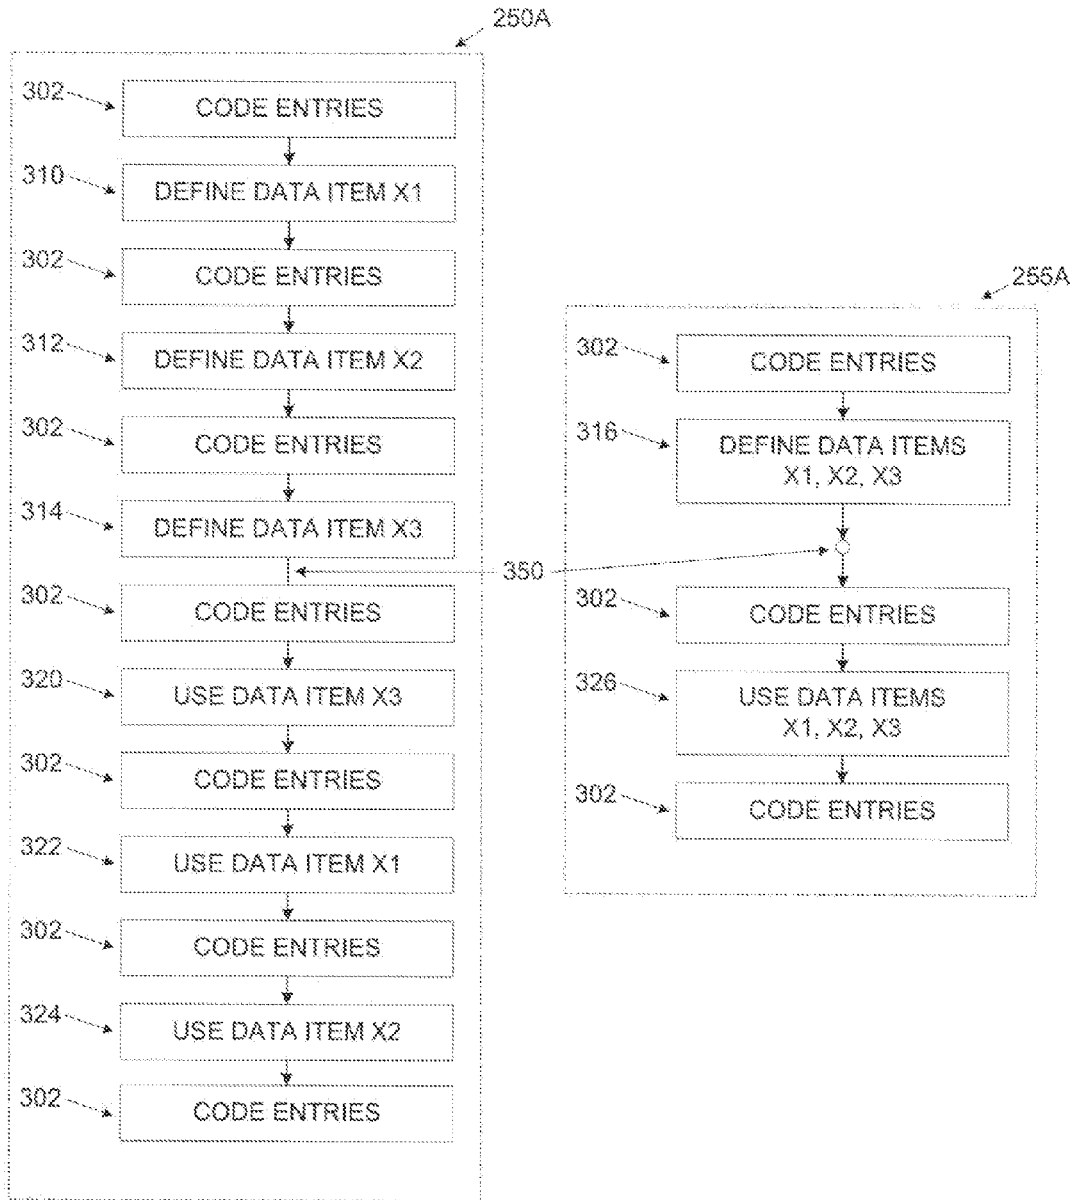 250A
302
CODE ENTRIES
310
DEFINE DATA ITEM X1
302
CODE ENTRIES
312
DEFINE DATA ITEM X2
302
CODE ENTRIES
314
DEFINE DATA ITEM X3
350
302
CODE ENTRIES
320
USE DATA ITEM X3
302
CODE ENTRIES
322
USE DATA ITEM X1
302
CODE ENTRIES
324
USE DATA ITEM X2
302
CODE ENTRIES
255A
302
CODE ENTRIES
316
DEFINE DATA ITEMS
X1, X2, X3
302
CODE ENTRIES
326
USE DATA ITEMS
X1, X2, X3
302
CODE ENTRIES